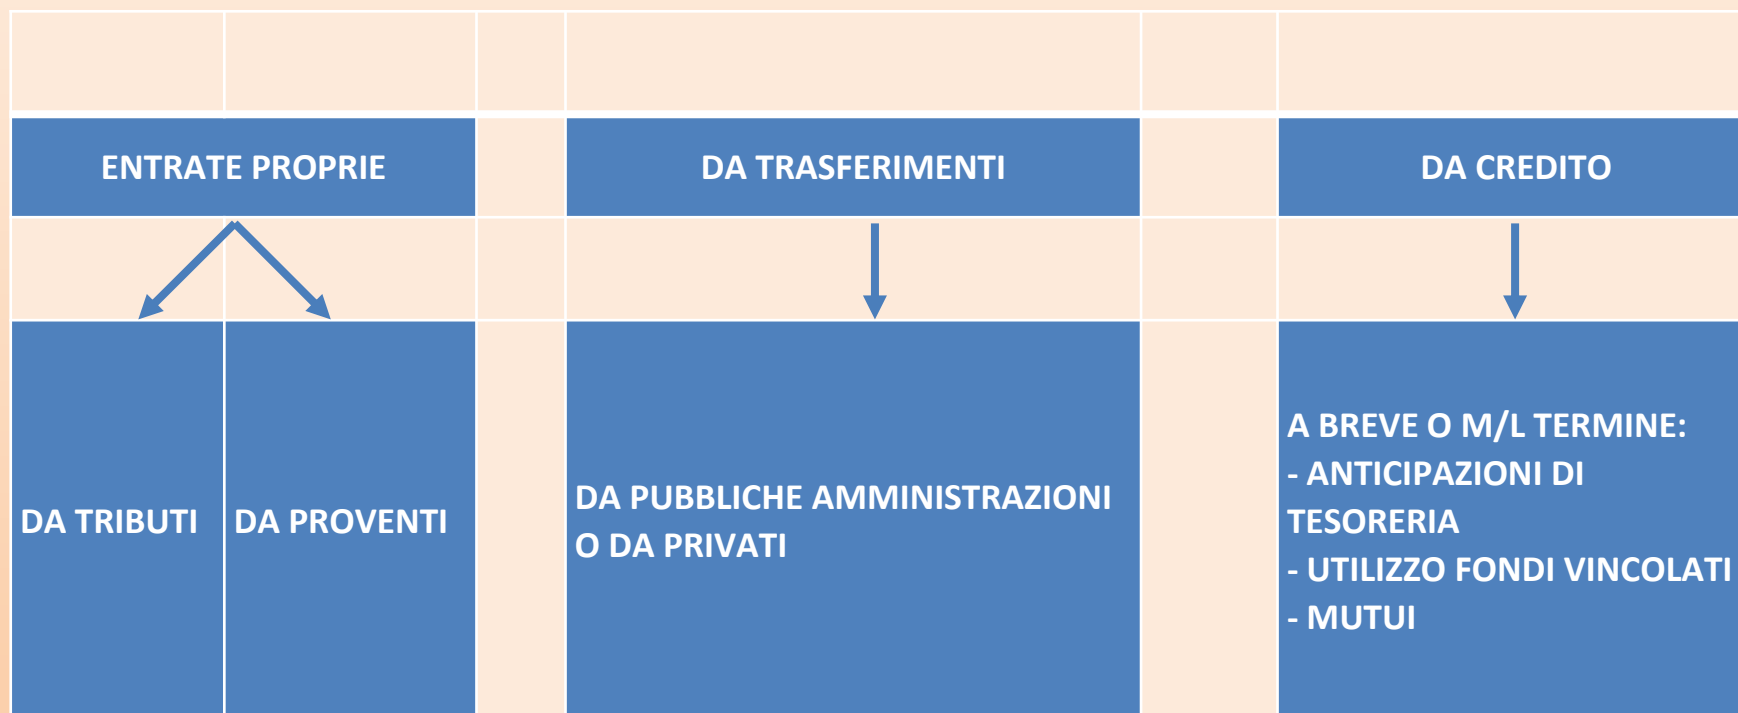 ENTRATE PROPRIE
DA TRASFERIMENTI
DA CREDITO
DA TRIBUTI
DA PROVENTI
DA PUBBLICHE AMMINISTRAZIONI
O DA PRIVATI
A BREVE O M/L TERMINE:
- ANTICIPAZIONI DI
TESORERIA
- UTILIZZO FONDI VINCOLATI
- MUTUI